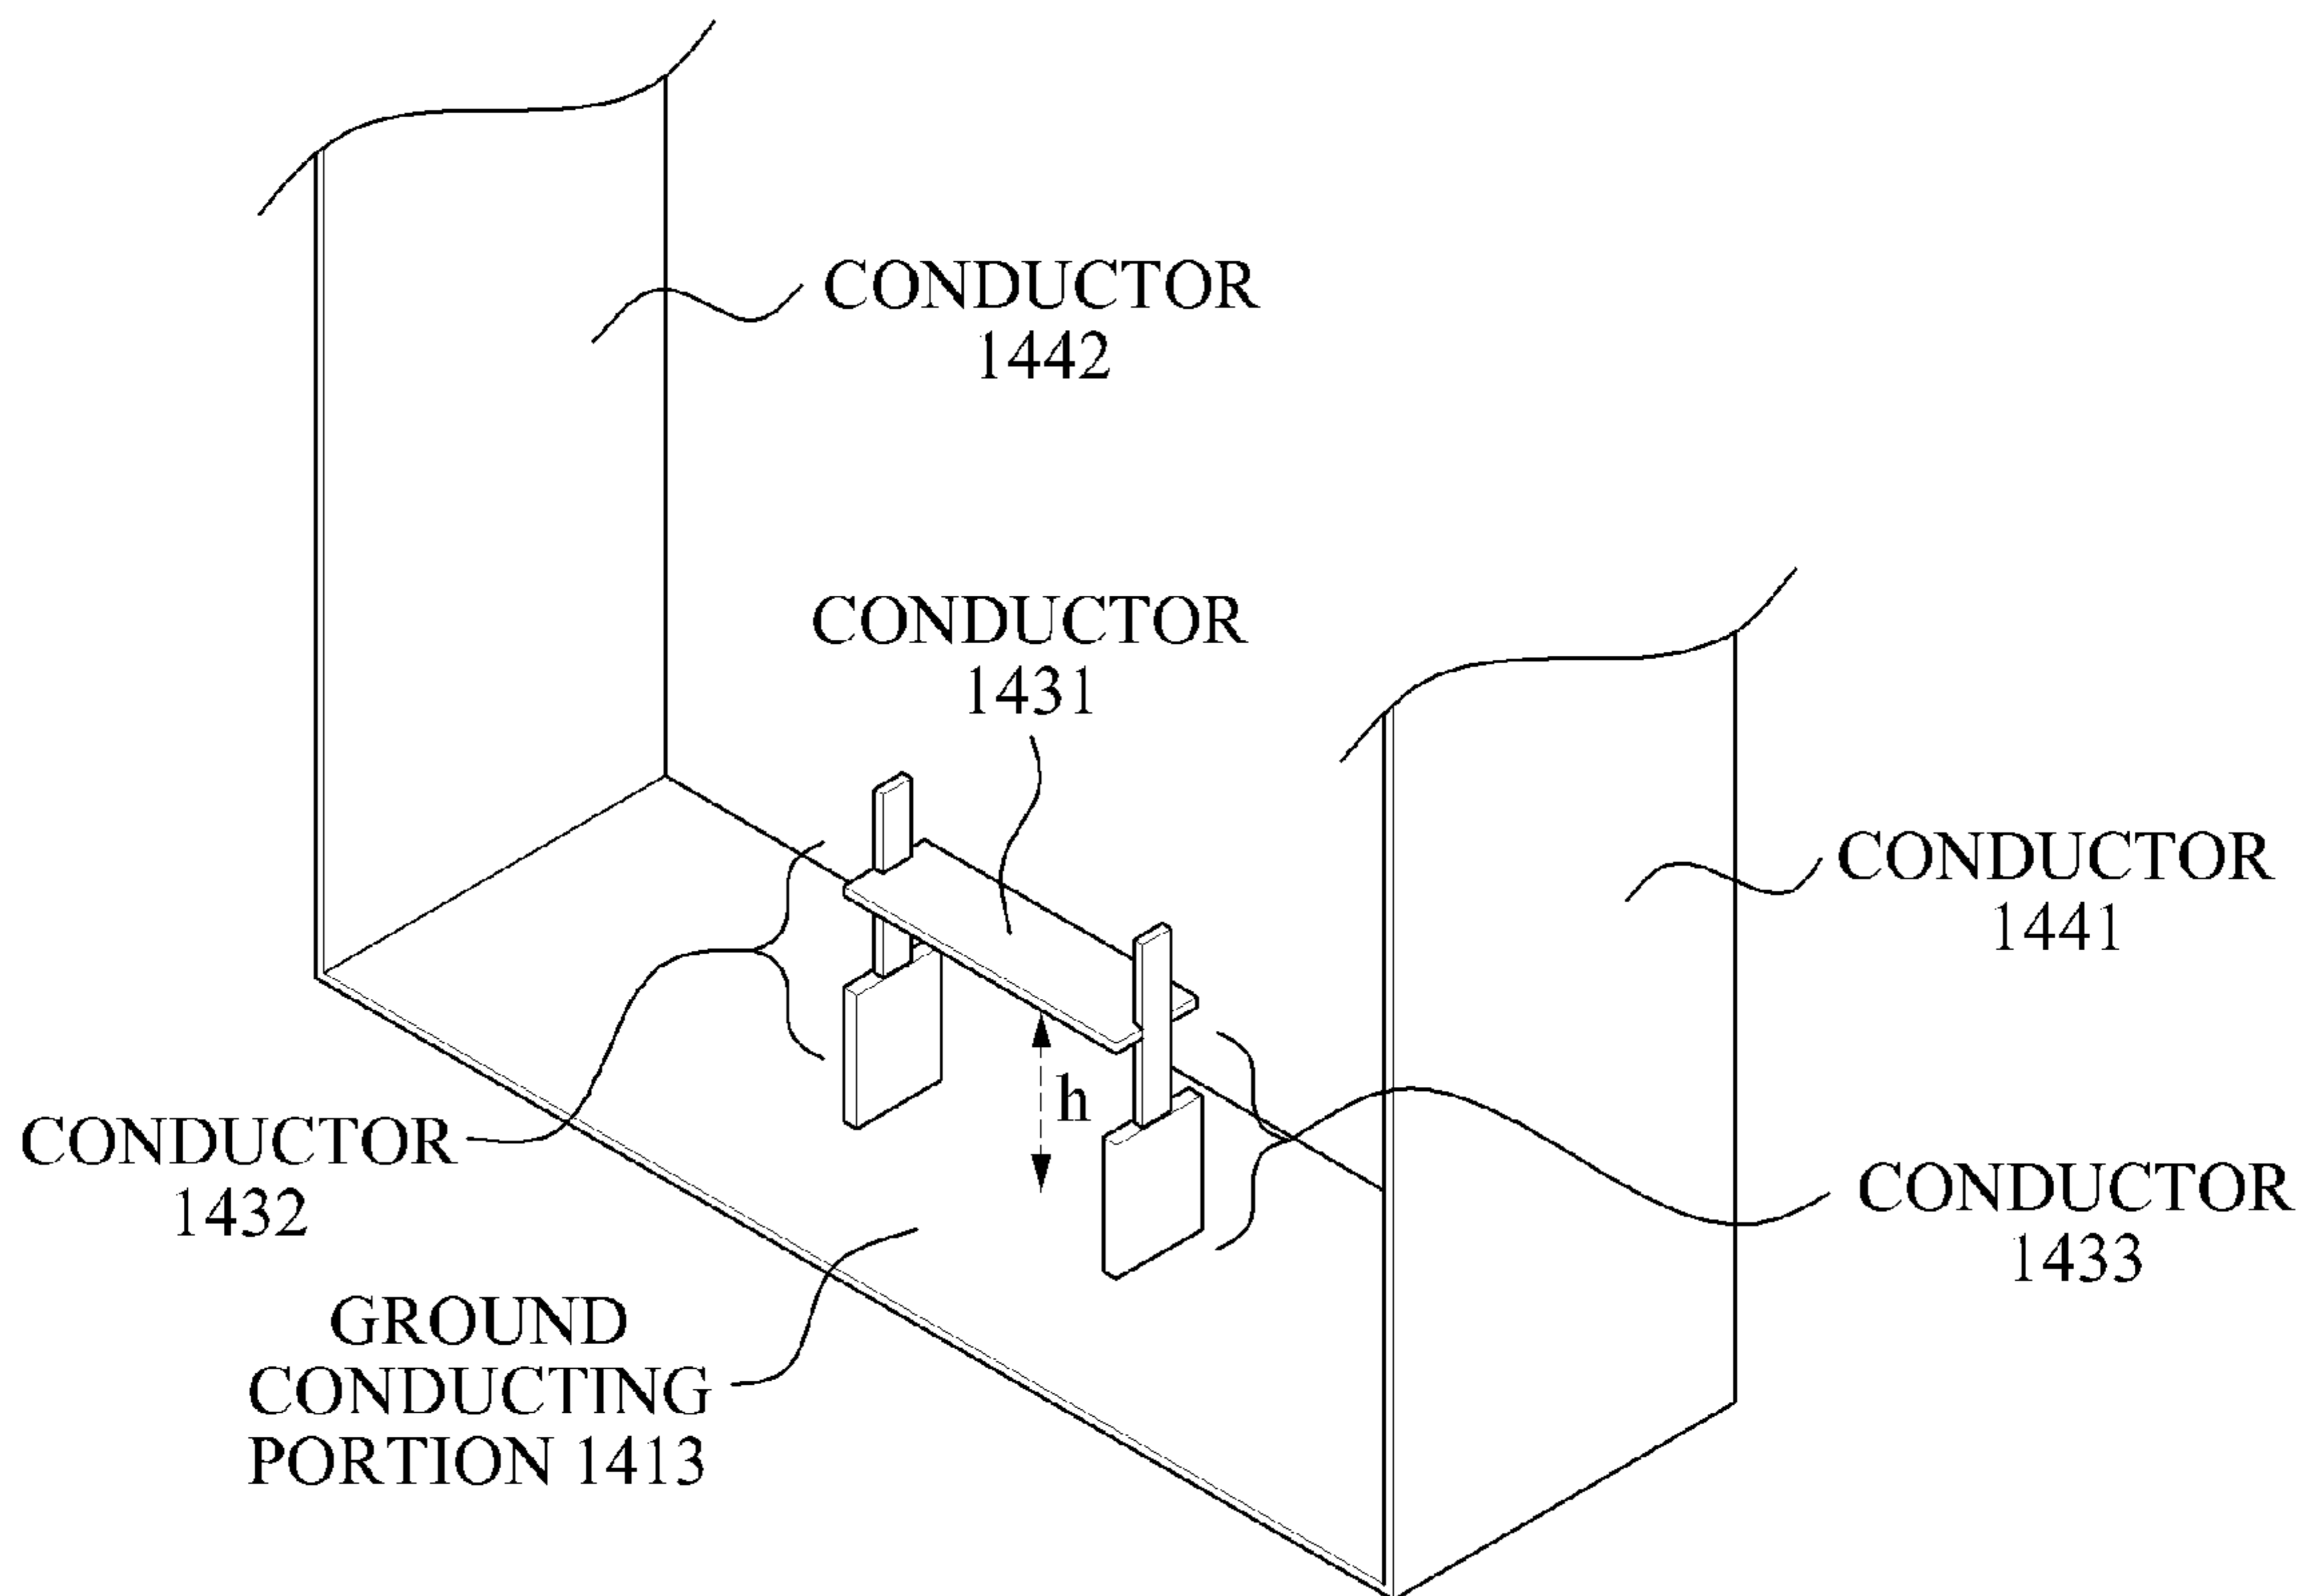 CONDUCTOR
1442
CONDUCTOR
1431
CONDUCTOR
1441
h
CONDUCTOR
1432
CONDUCTOR
1433
GROUND
CONDUCTING
PORTION 1413